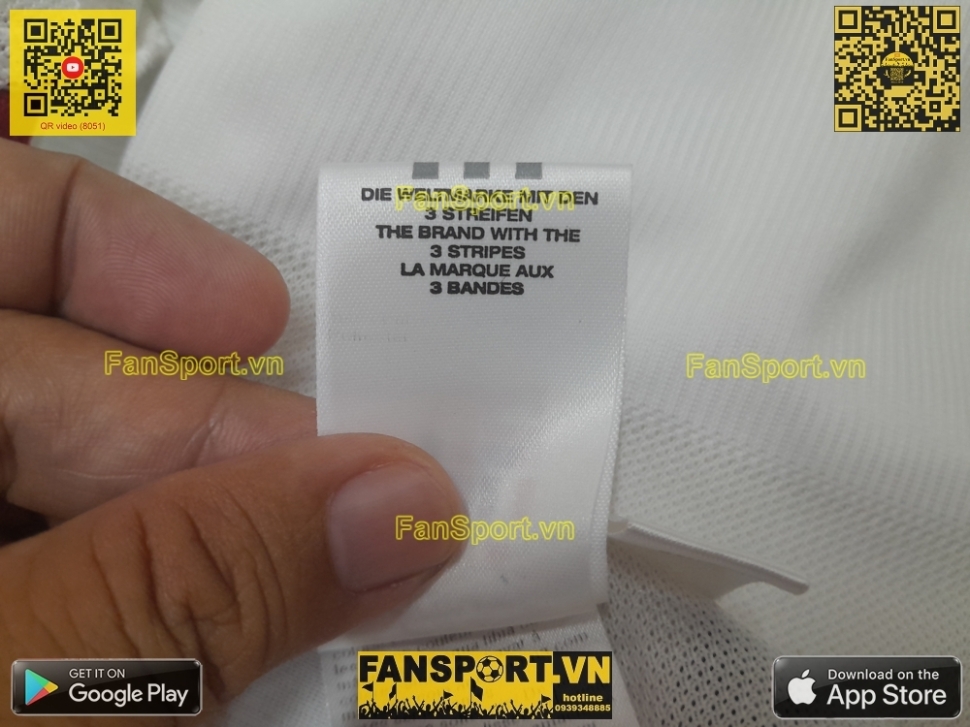 QR video (8051)
DIE WELTMARKE MIT DEN
3 STREIFEN
THE BRAND WITH THE
3 STRIPES
LA MARQUE AUX
3 BANDES
FanSport.vn
FanSport.vn
FanSport.vn
FanSport.vn
GET IT ON
Google Play
FANSPORT.VN
hotline
0939348885
Download on the
App Store